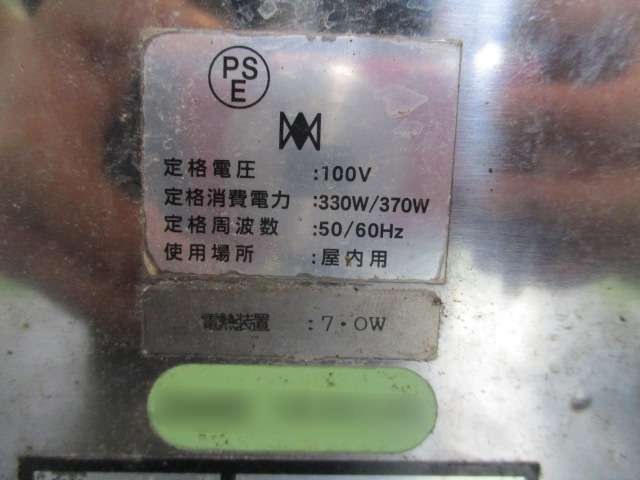 PS
E
定格電圧 :100V
定格消費電力 :330W/370W
定格周波数 :50/60Hz
使用場所 :屋内用
電熱装置 :7・0W